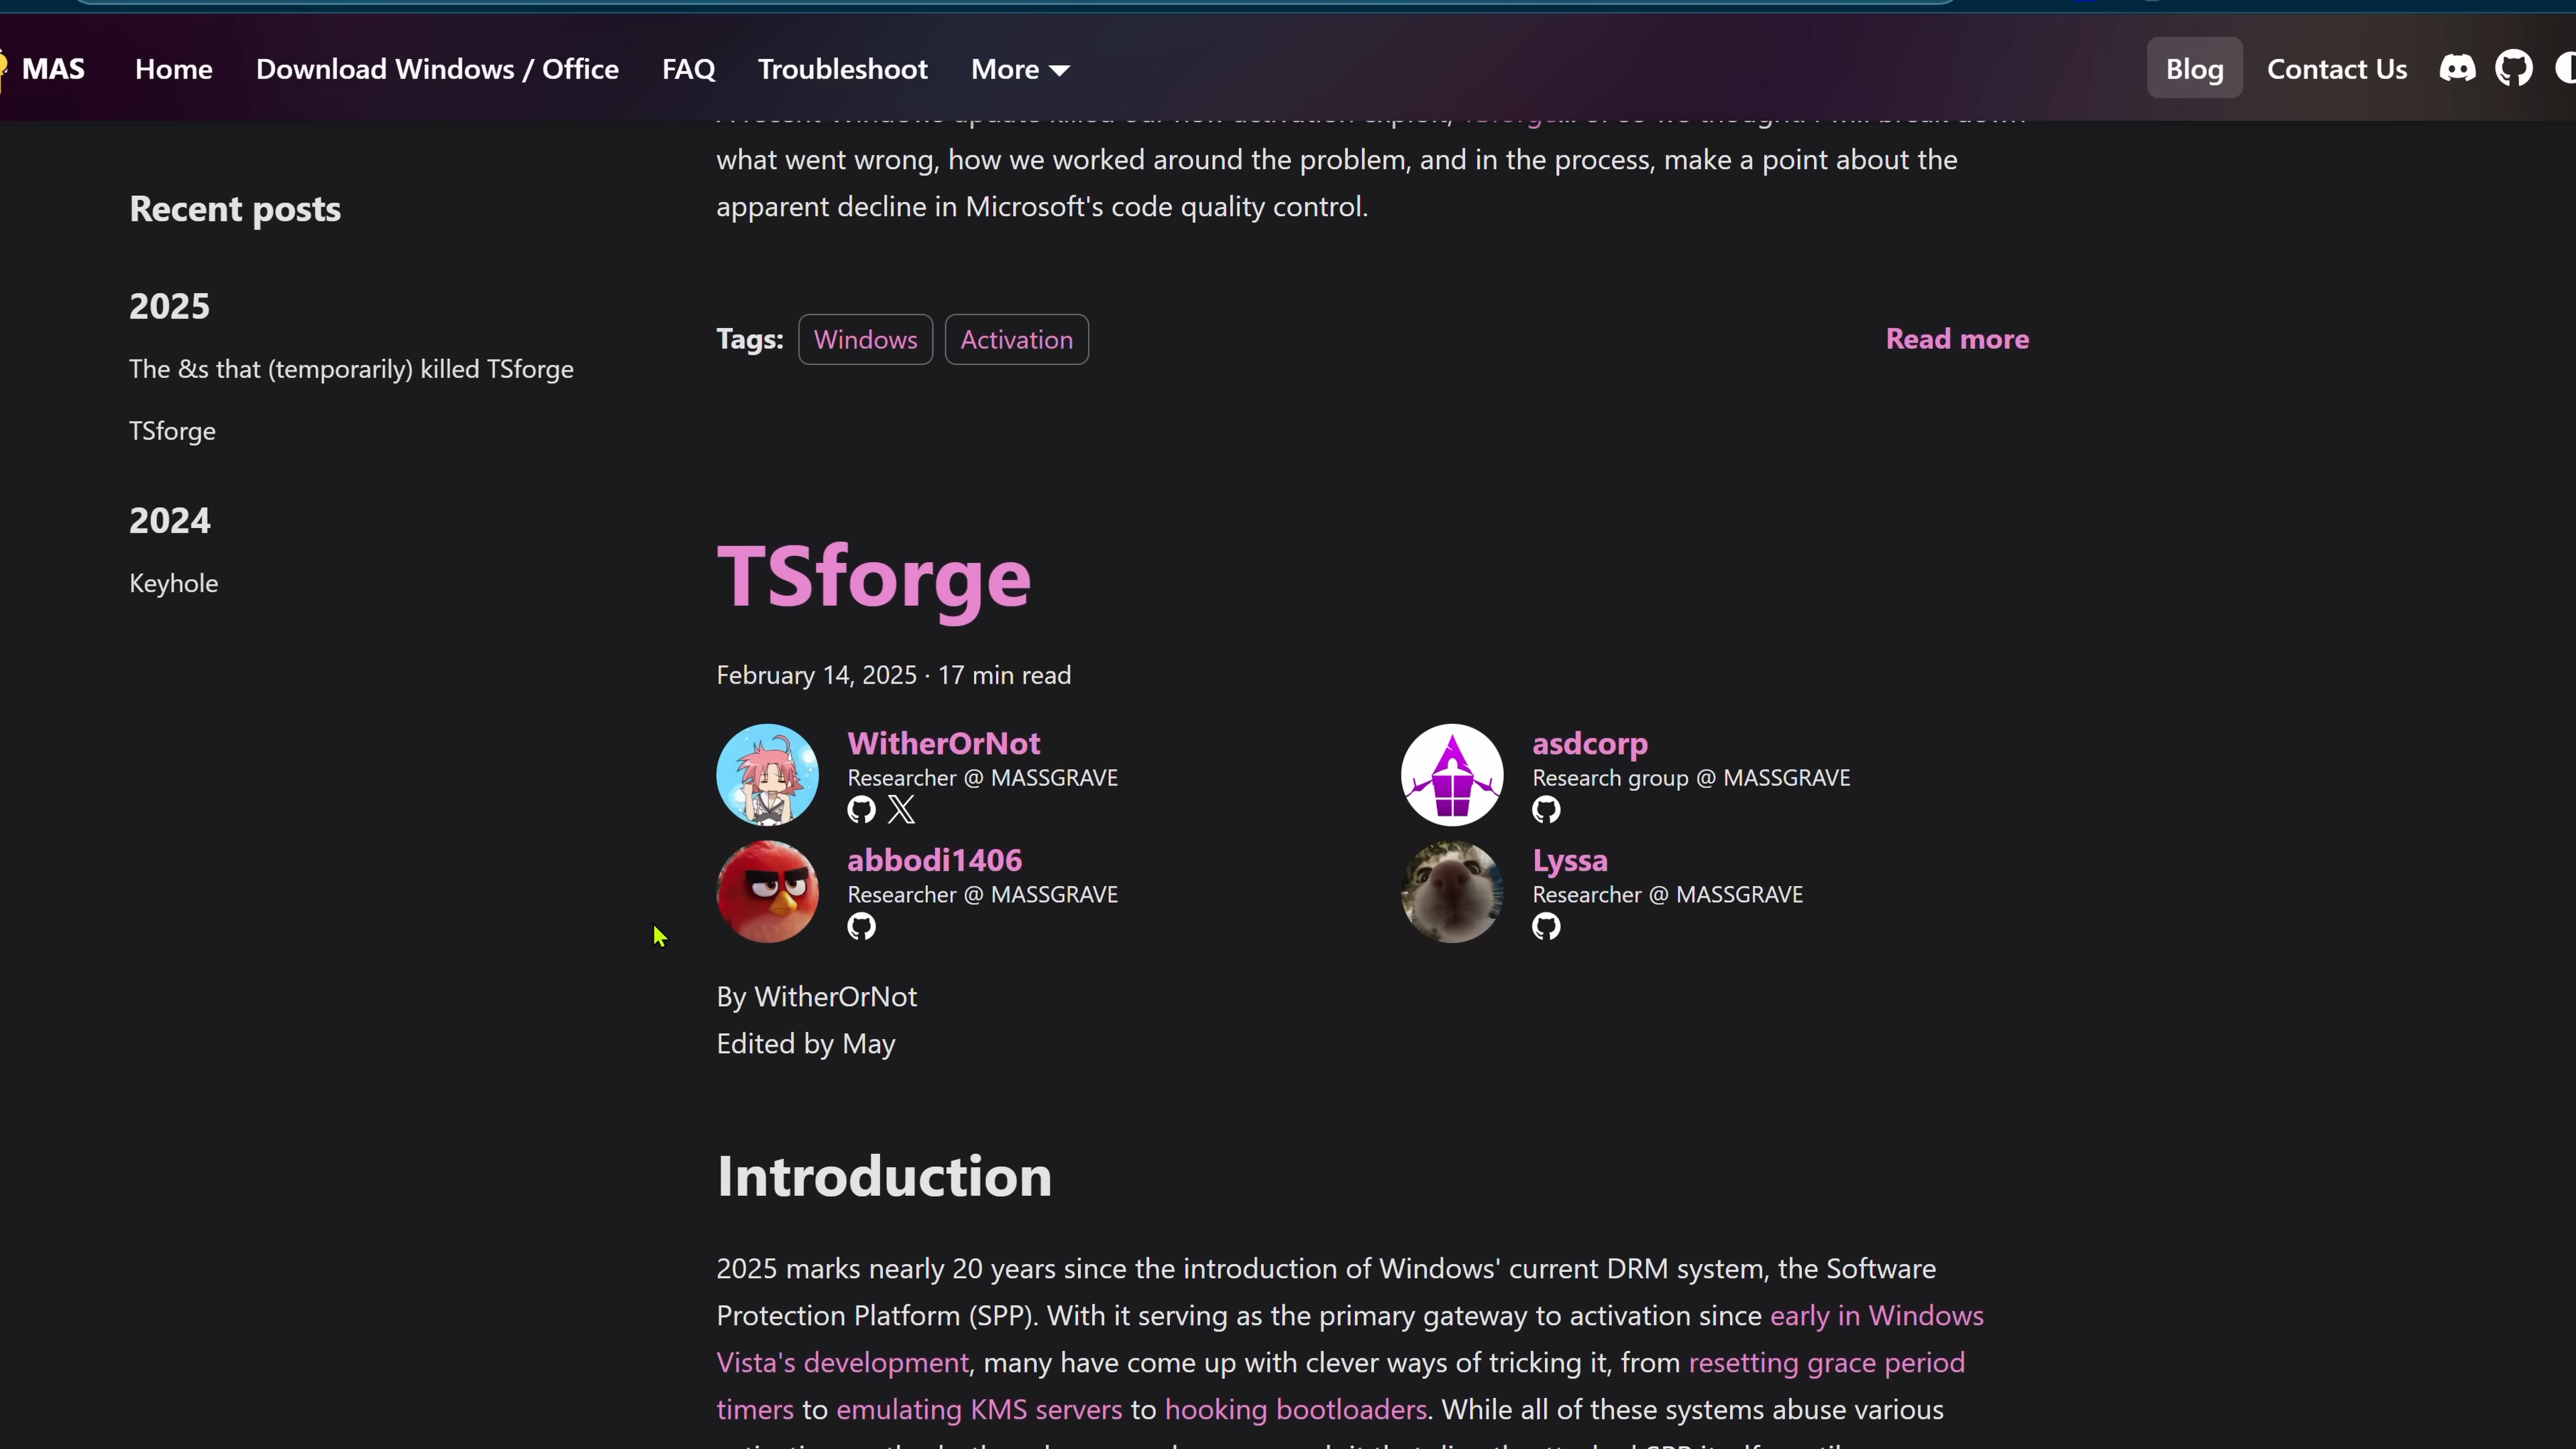 MAS Home Download Windows / Office FAQ Troubleshoot More Blog Contact Us
Recent posts
2025
The &s that (temporarily) killed TSforge
TSforge
2024
Keyhole
what went wrong, how we worked around the problem, and in the process, make a point about the
apparent decline in Microsoft's code quality control.
Tags: Windows Activation Read more
TSforge
February 14, 2025 · 17 min read
WitherOrNot
Researcher @ MASSGRAVE
asdcorp
Research group @ MASSGRAVE
abbodi1406
Researcher @ MASSGRAVE
Lyssa
Researcher @ MASSGRAVE
By WitherOrNot
Edited by May
Introduction
2025 marks nearly 20 years since the introduction of Windows' current DRM system, the Software
Protection Platform (SPP). With it serving as the primary gateway to activation since early in Windows
Vista's development, many have come up with clever ways of tricking it, from resetting grace period
timers to emulating KMS servers to hooking bootloaders. While all of these systems abuse various